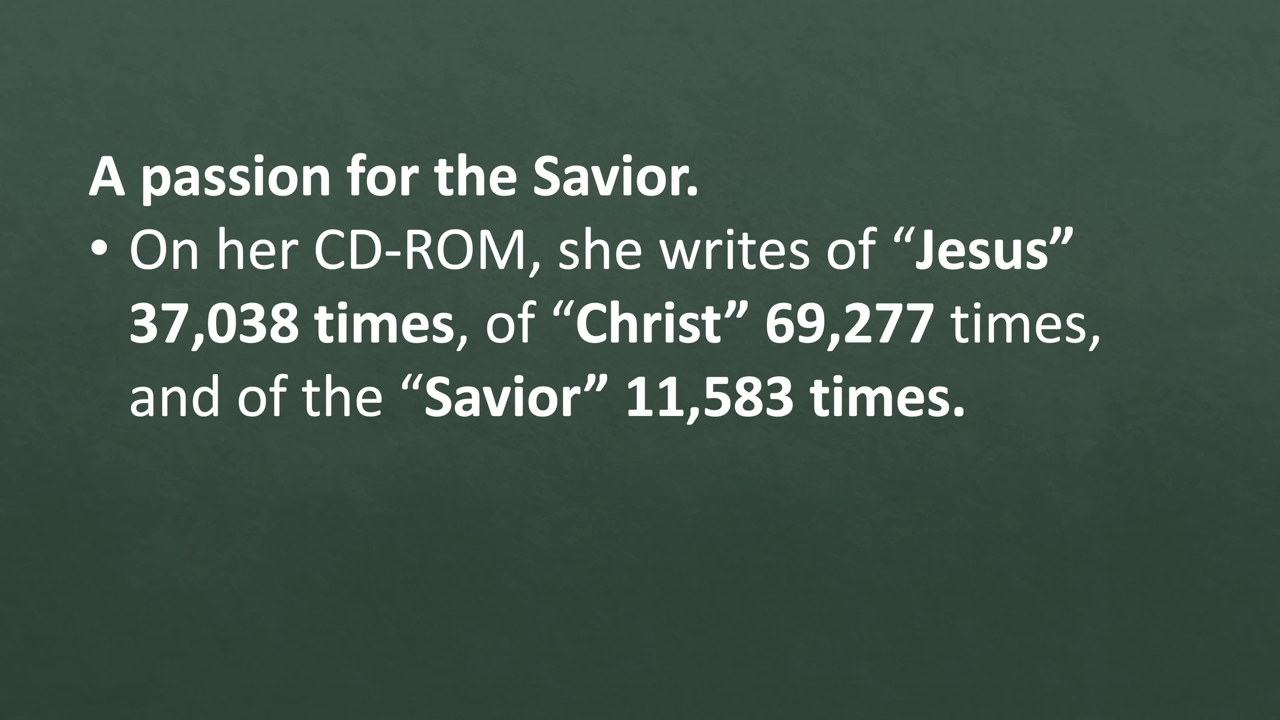 A passion for the Savior.
• On her CD-ROM, she writes of “Jesus”
37,038 times, of “Christ” 69,277 times,
and of the “Savior” 11,583 times.